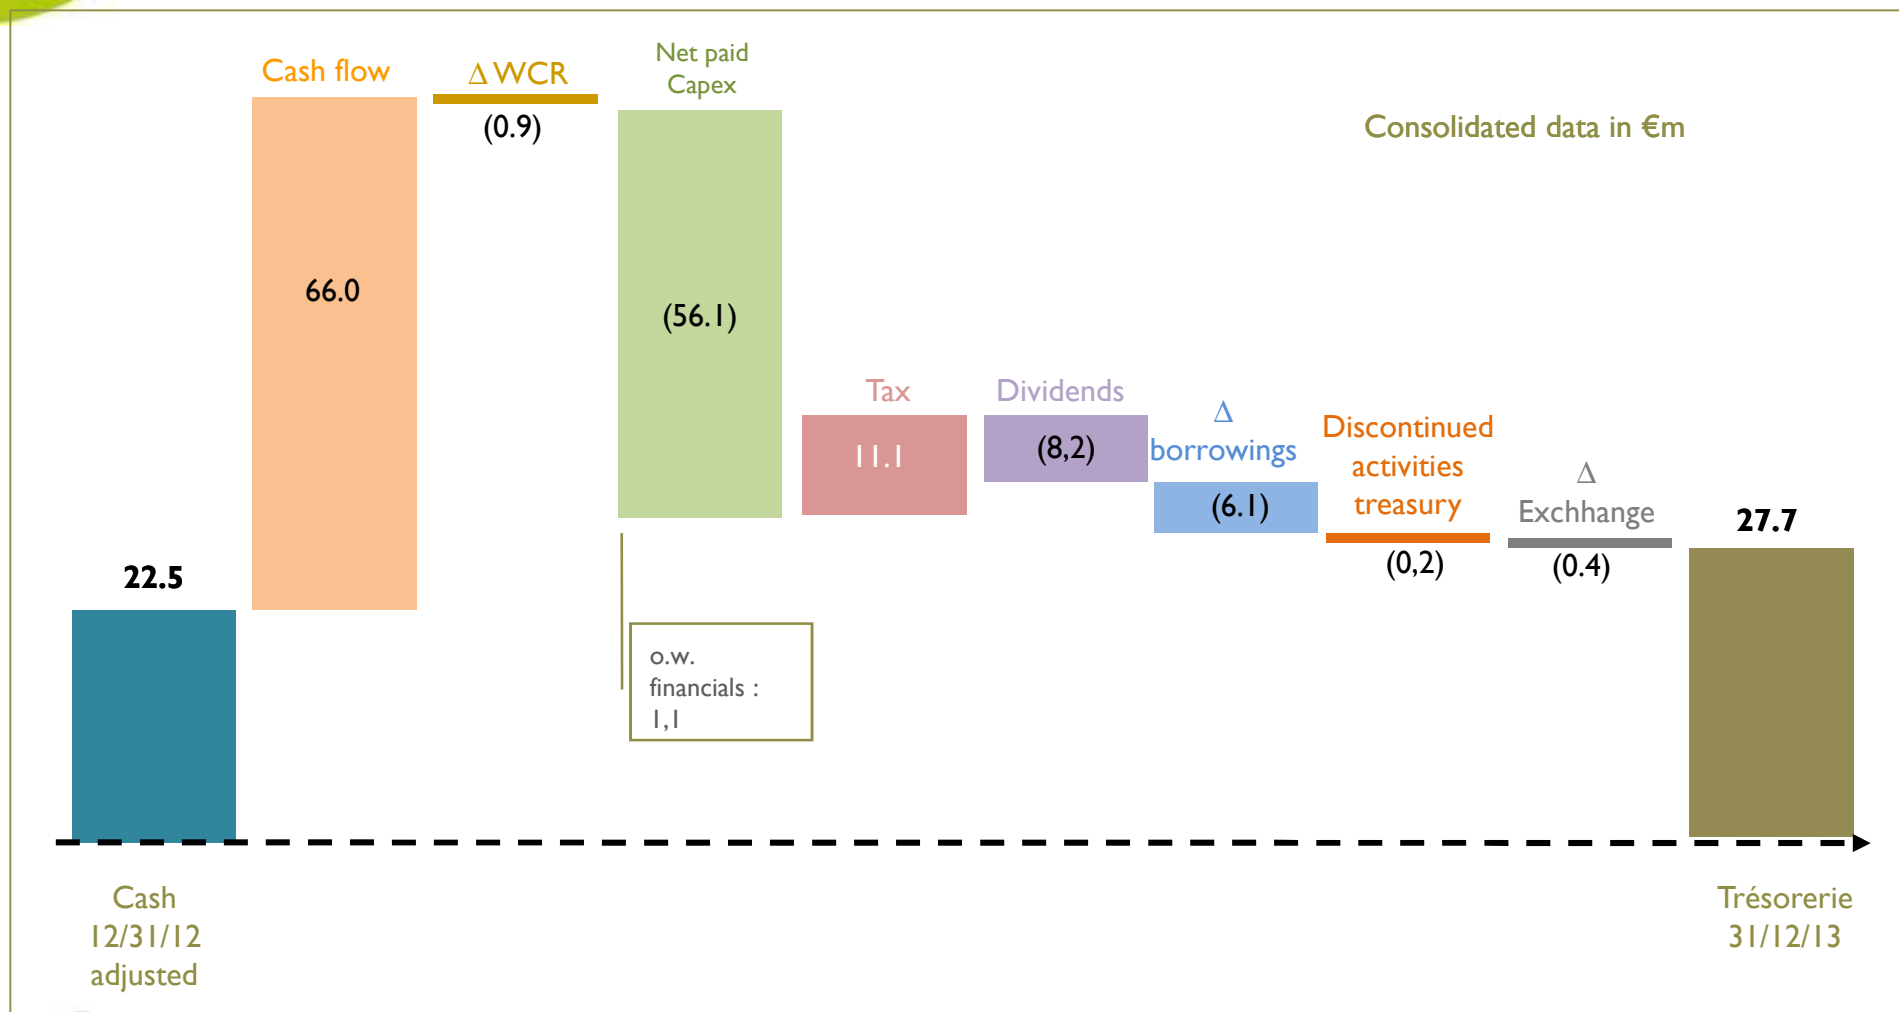 Consolidated data in €m
Cash flow
66.0
Δ WCR
(0.9)
Net paid
Capex
(56.1)
o.w.
financials :
1,1
Tax
11.1
Dividends
(8,2)
Δ
borrowings
(6.1)
Discontinued
activities
treasury
(0,2)
Δ
Exchhange
(0.4)
22.5
27.7
Cash
12/31/12
adjusted
Trésorerie
31/12/13